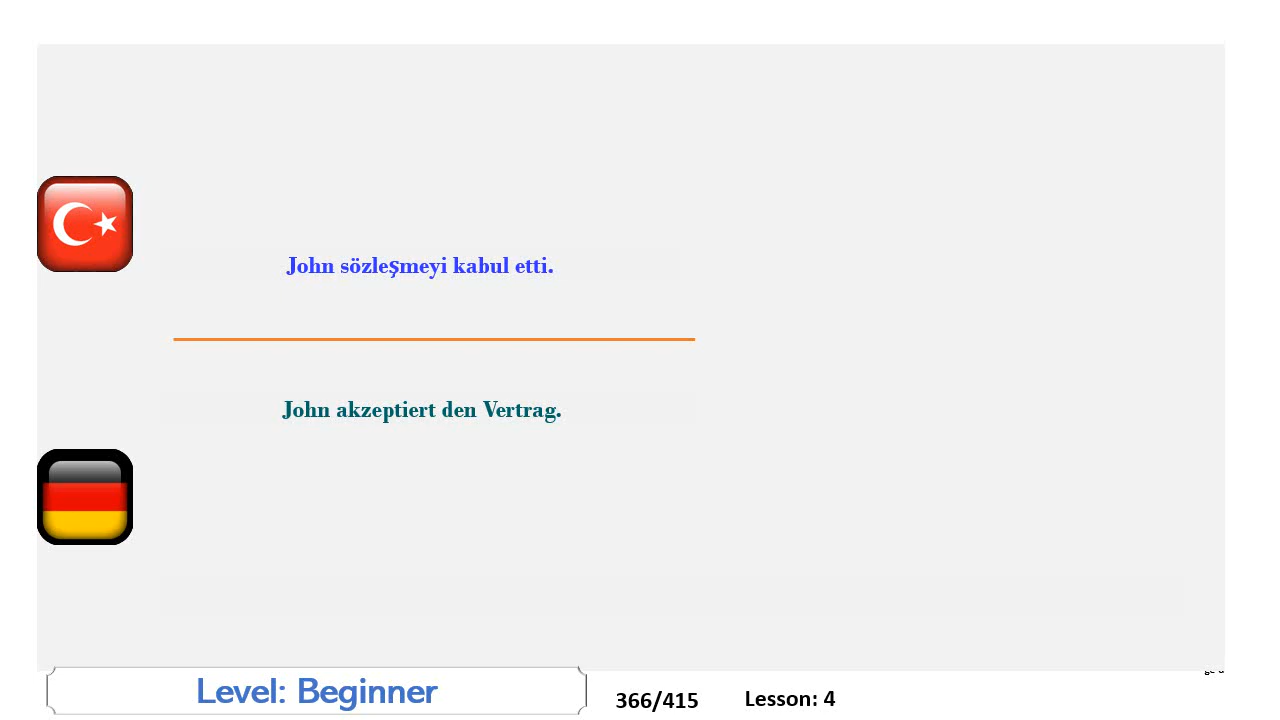 John sözleşmeyi kabul etti.
John akzeptiert den Vertrag.
Level: Beginner
366/415
Lesson: 4